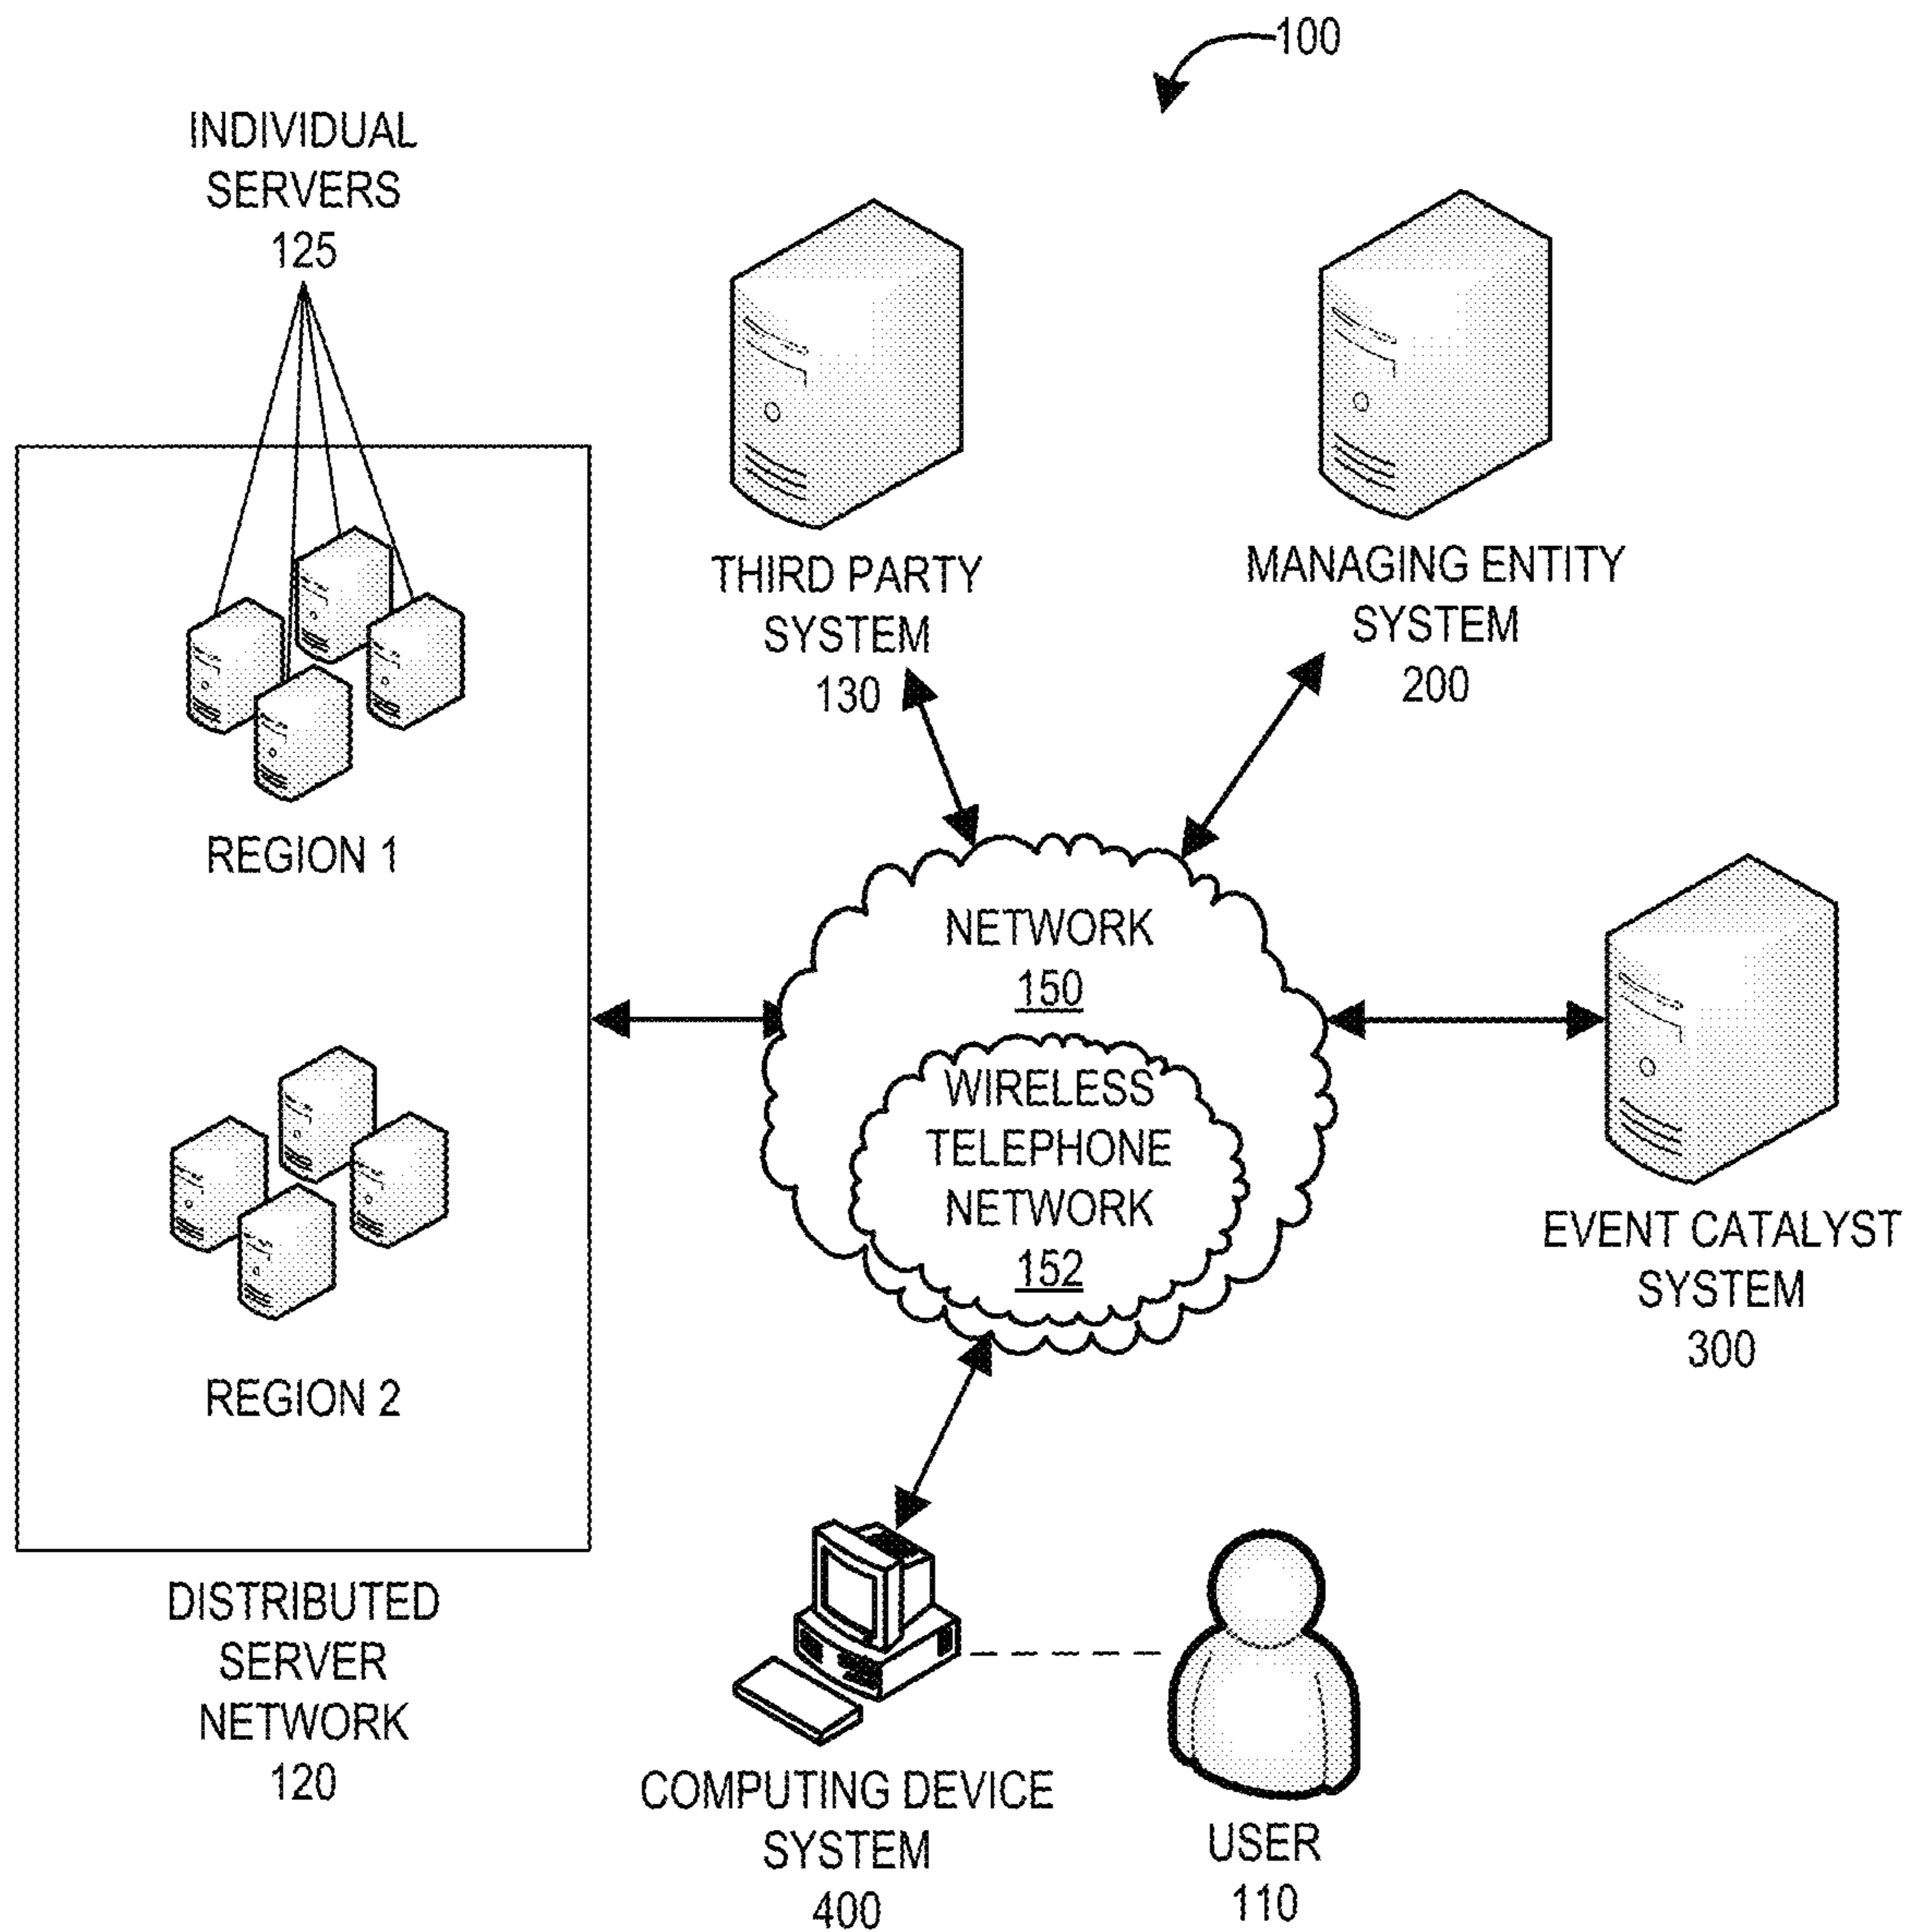 100
INDIVIDUAL
SERVERS
125
THIRD PARTY
SYSTEM
130
MANAGING ENTITY
SYSTEM
200
REGION 1
NETWORK
150
WIRELESS
TELEPHONE
NETWORK
152
EVENT CATALYST
SYSTEM
300
REGION 2
DISTRIBUTED
SERVER
NETWORK
120
COMPUTING DEVICE
SYSTEM
400
USER
110